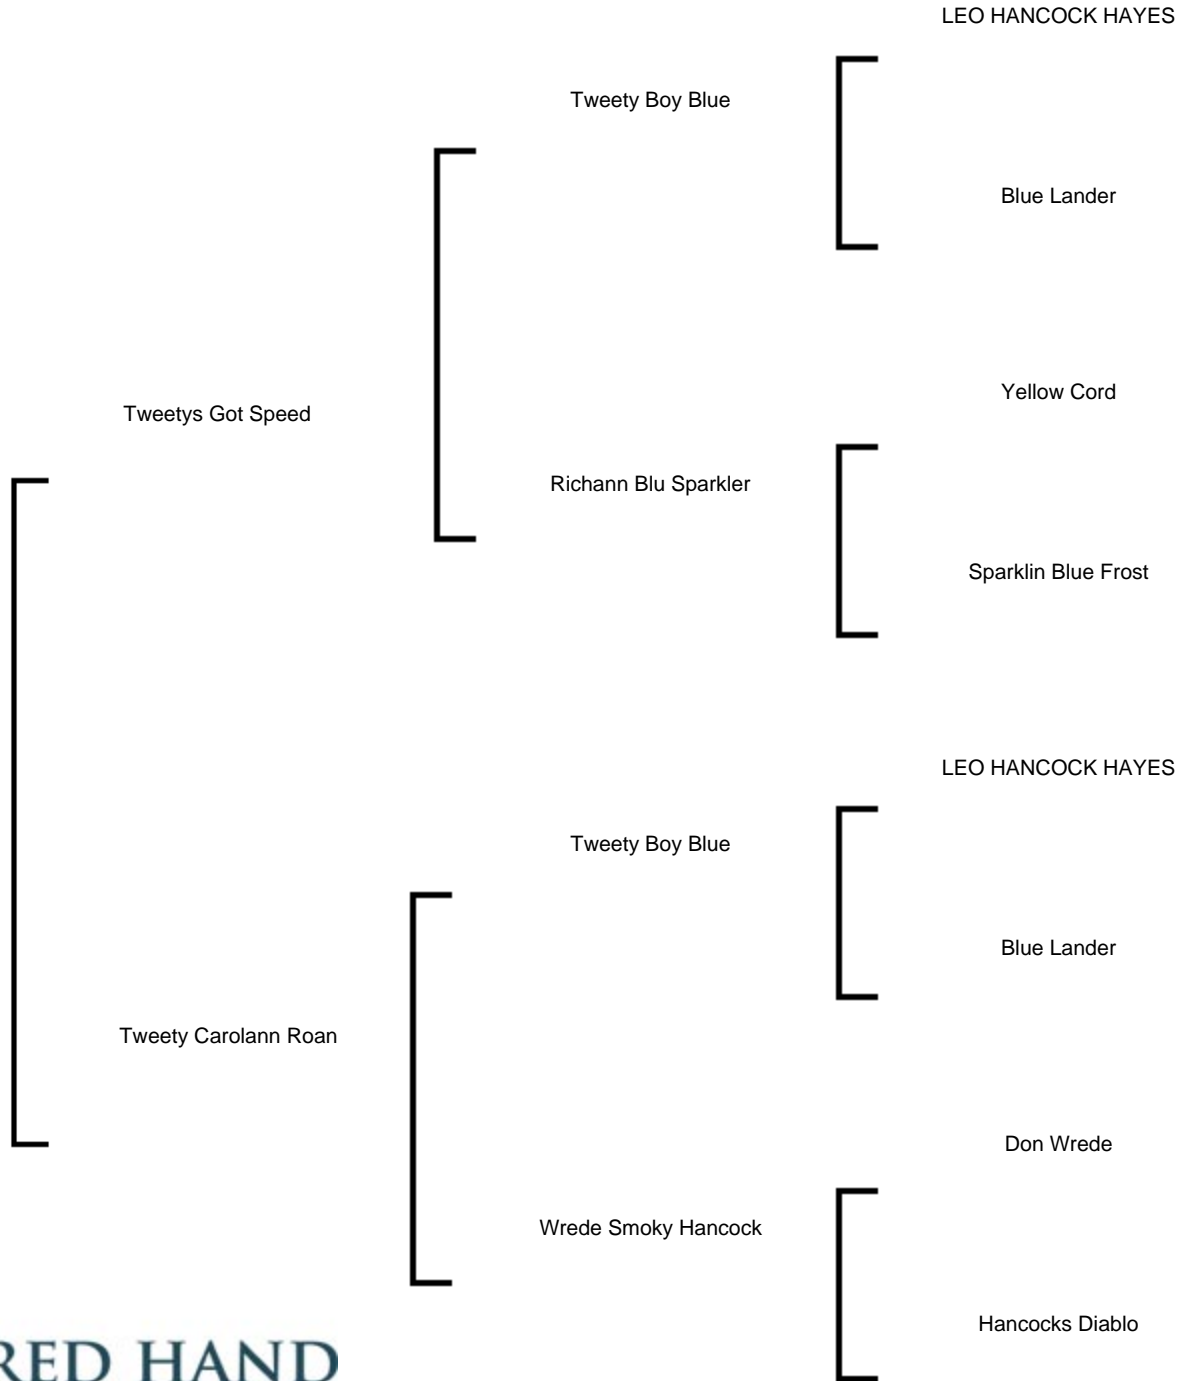 LEO HANCOCK HAYES
Tweety Boy Blue
Blue Lander
Yellow Cord
Tweetys Got Speed
Richann Blu Sparkler
Sparklin Blue Frost
LEO HANCOCK HAYES
Tweety Boy Blue
Blue Lander
Tweety Carolann Roan
Don Wrede
Wrede Smoky Hancock
Hancocks Diablo
RED HAND